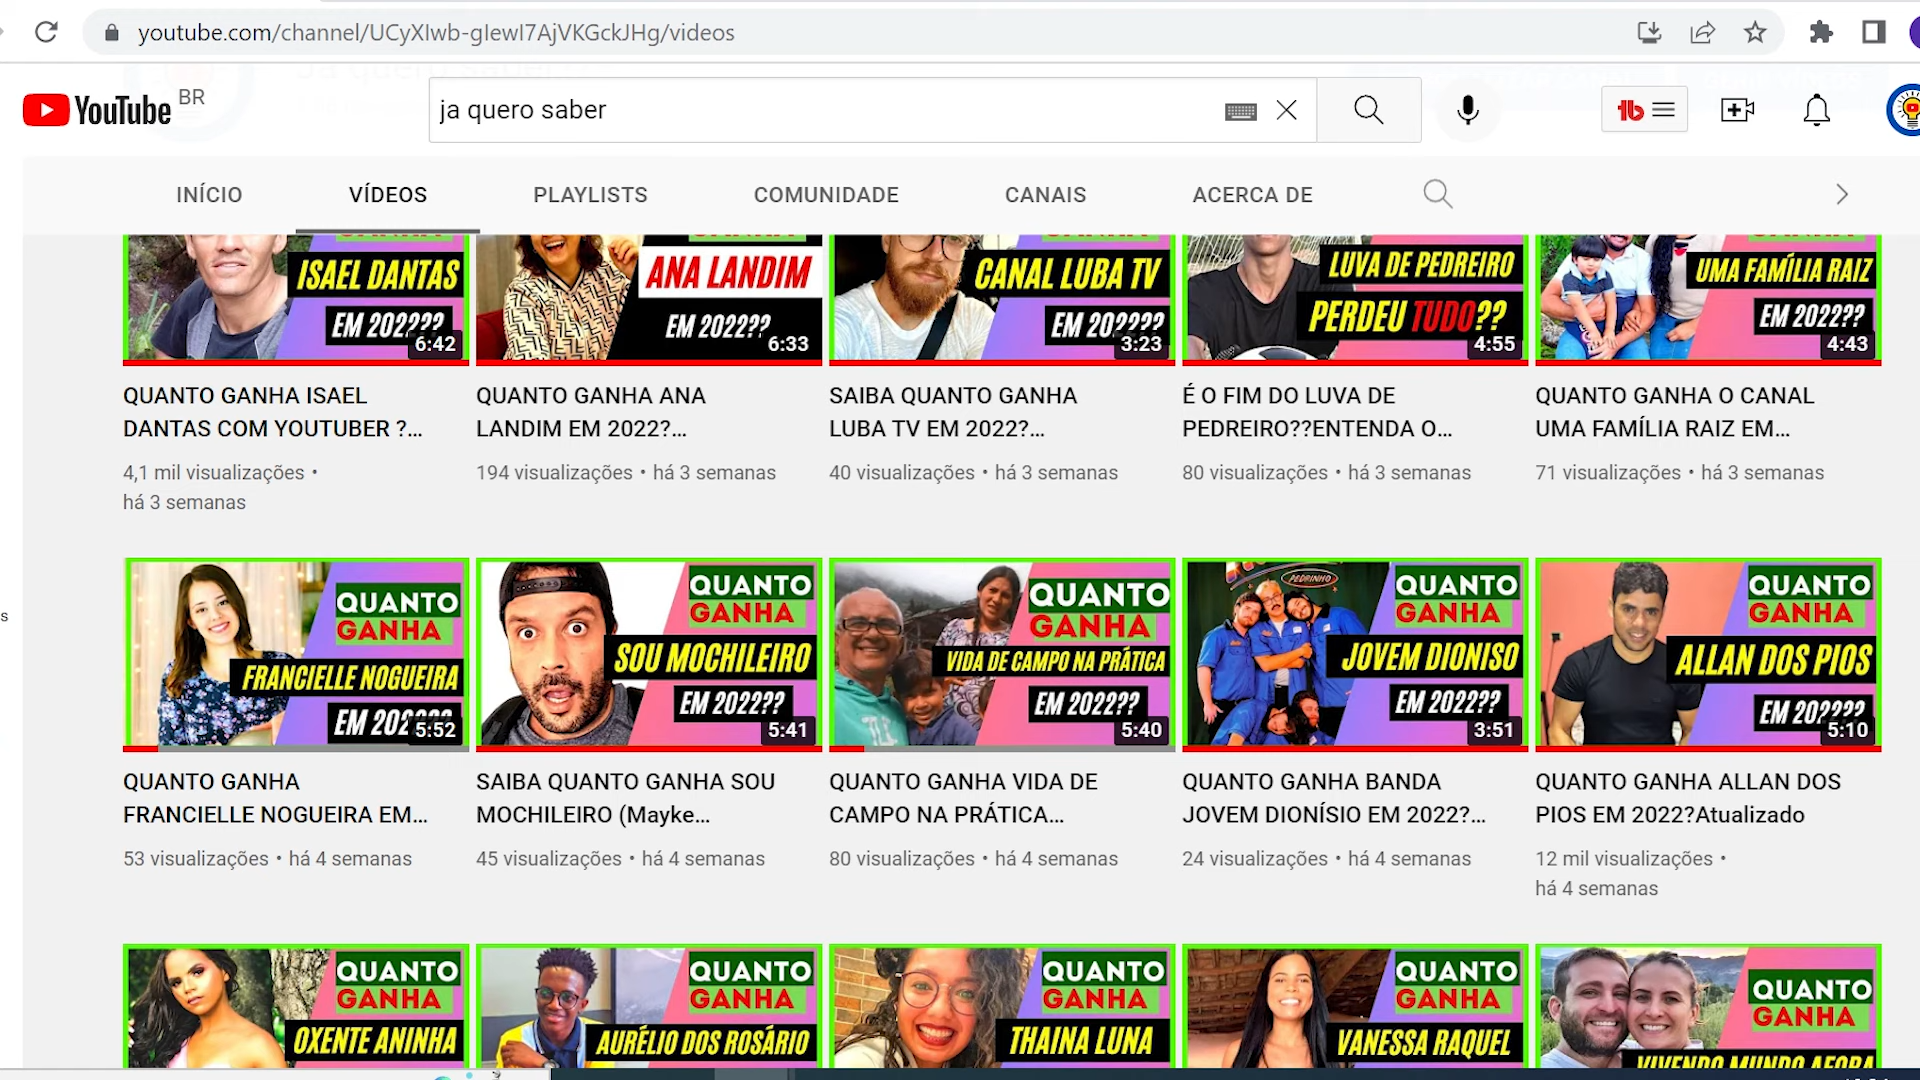 youtube.com/channel/UCyXIwb-gIewI7AjVKGckJHg/videos
YouTube BR
ja quero saber
INÍCIO
VÍDEOS
PLAYLISTS
COMUNIDADE
CANAIS
ACERCA DE
ISAEL DANTAS
EM 2022??
6:42
ANA LANDIM
EM 2022??
6:33
CANAL LUBA TV
EM 2022??
3:23
LUVA DE PEDREIRO
PERDEU TUDO??
4:55
UMA FAMÍLIA RAIZ
EM 2022??
4:43
QUANTO GANHA ISAEL
DANTAS COM YOUTUBER ?...
4,1 mil visualizações •
há 3 semanas
QUANTO GANHA ANA
LANDIM EM 2022?...
194 visualizações • há 3 semanas
SAIBA QUANTO GANHA
LUBA TV EM 2022?...
40 visualizações • há 3 semanas
É O FIM DO LUVA DE
PEDREIRO??ENTENDA O...
80 visualizações • há 3 semanas
QUANTO GANHA O CANAL
UMA FAMÍLIA RAIZ EM...
71 visualizações • há 3 semanas
QUANTO
GANHA
FRANCIELLE NOGUEIRA
EM 2022??
5:52
QUANTO
GANHA
SOU MOCHILEIRO
EM 2022??
5:41
QUANTO
GANHA
VIDA DE CAMPO NA PRÁTICA
EM 2022??
5:40
PEDRINHO
QUANTO
GANHA
JOVEM DIONISO
EM 2022??
3:51
QUANTO
GANHA
ALLAN DOS PIOS
EM 2022??
5:10
QUANTO GANHA
FRANCIELLE NOGUEIRA EM...
53 visualizações • há 4 semanas
SAIBA QUANTO GANHA SOU
MOCHILEIRO (Mayke...
45 visualizações • há 4 semanas
QUANTO GANHA VIDA DE
CAMPO NA PRÁTICA...
80 visualizações • há 4 semanas
QUANTO GANHA BANDA
JOVEM DIONÍSIO EM 2022?...
24 visualizações • há 4 semanas
QUANTO GANHA ALLAN DOS
PIOS EM 2022?Atualizado
12 mil visualizações •
há 4 semanas
QUANTO
GANHA
OXENTE ANINHA
QUANTO
GANHA
AURÉLIO DOS ROSÁRIO
QUANTO
GANHA
THAINA LUNA
QUANTO
GANHA
VANESSA RAQUEL
QUANTO
GANHA
VIVENDO MUNDO AFORA